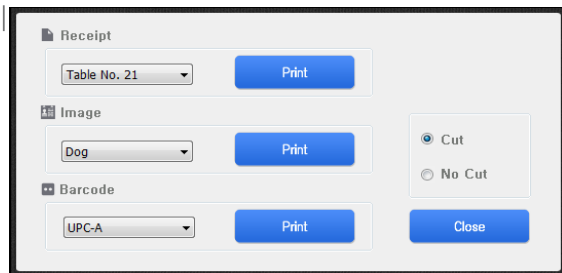 Receipt
Table No. 21
Print
Image
Dog
Print
Barcode
UPC-A
Print
Cut
No Cut
Close